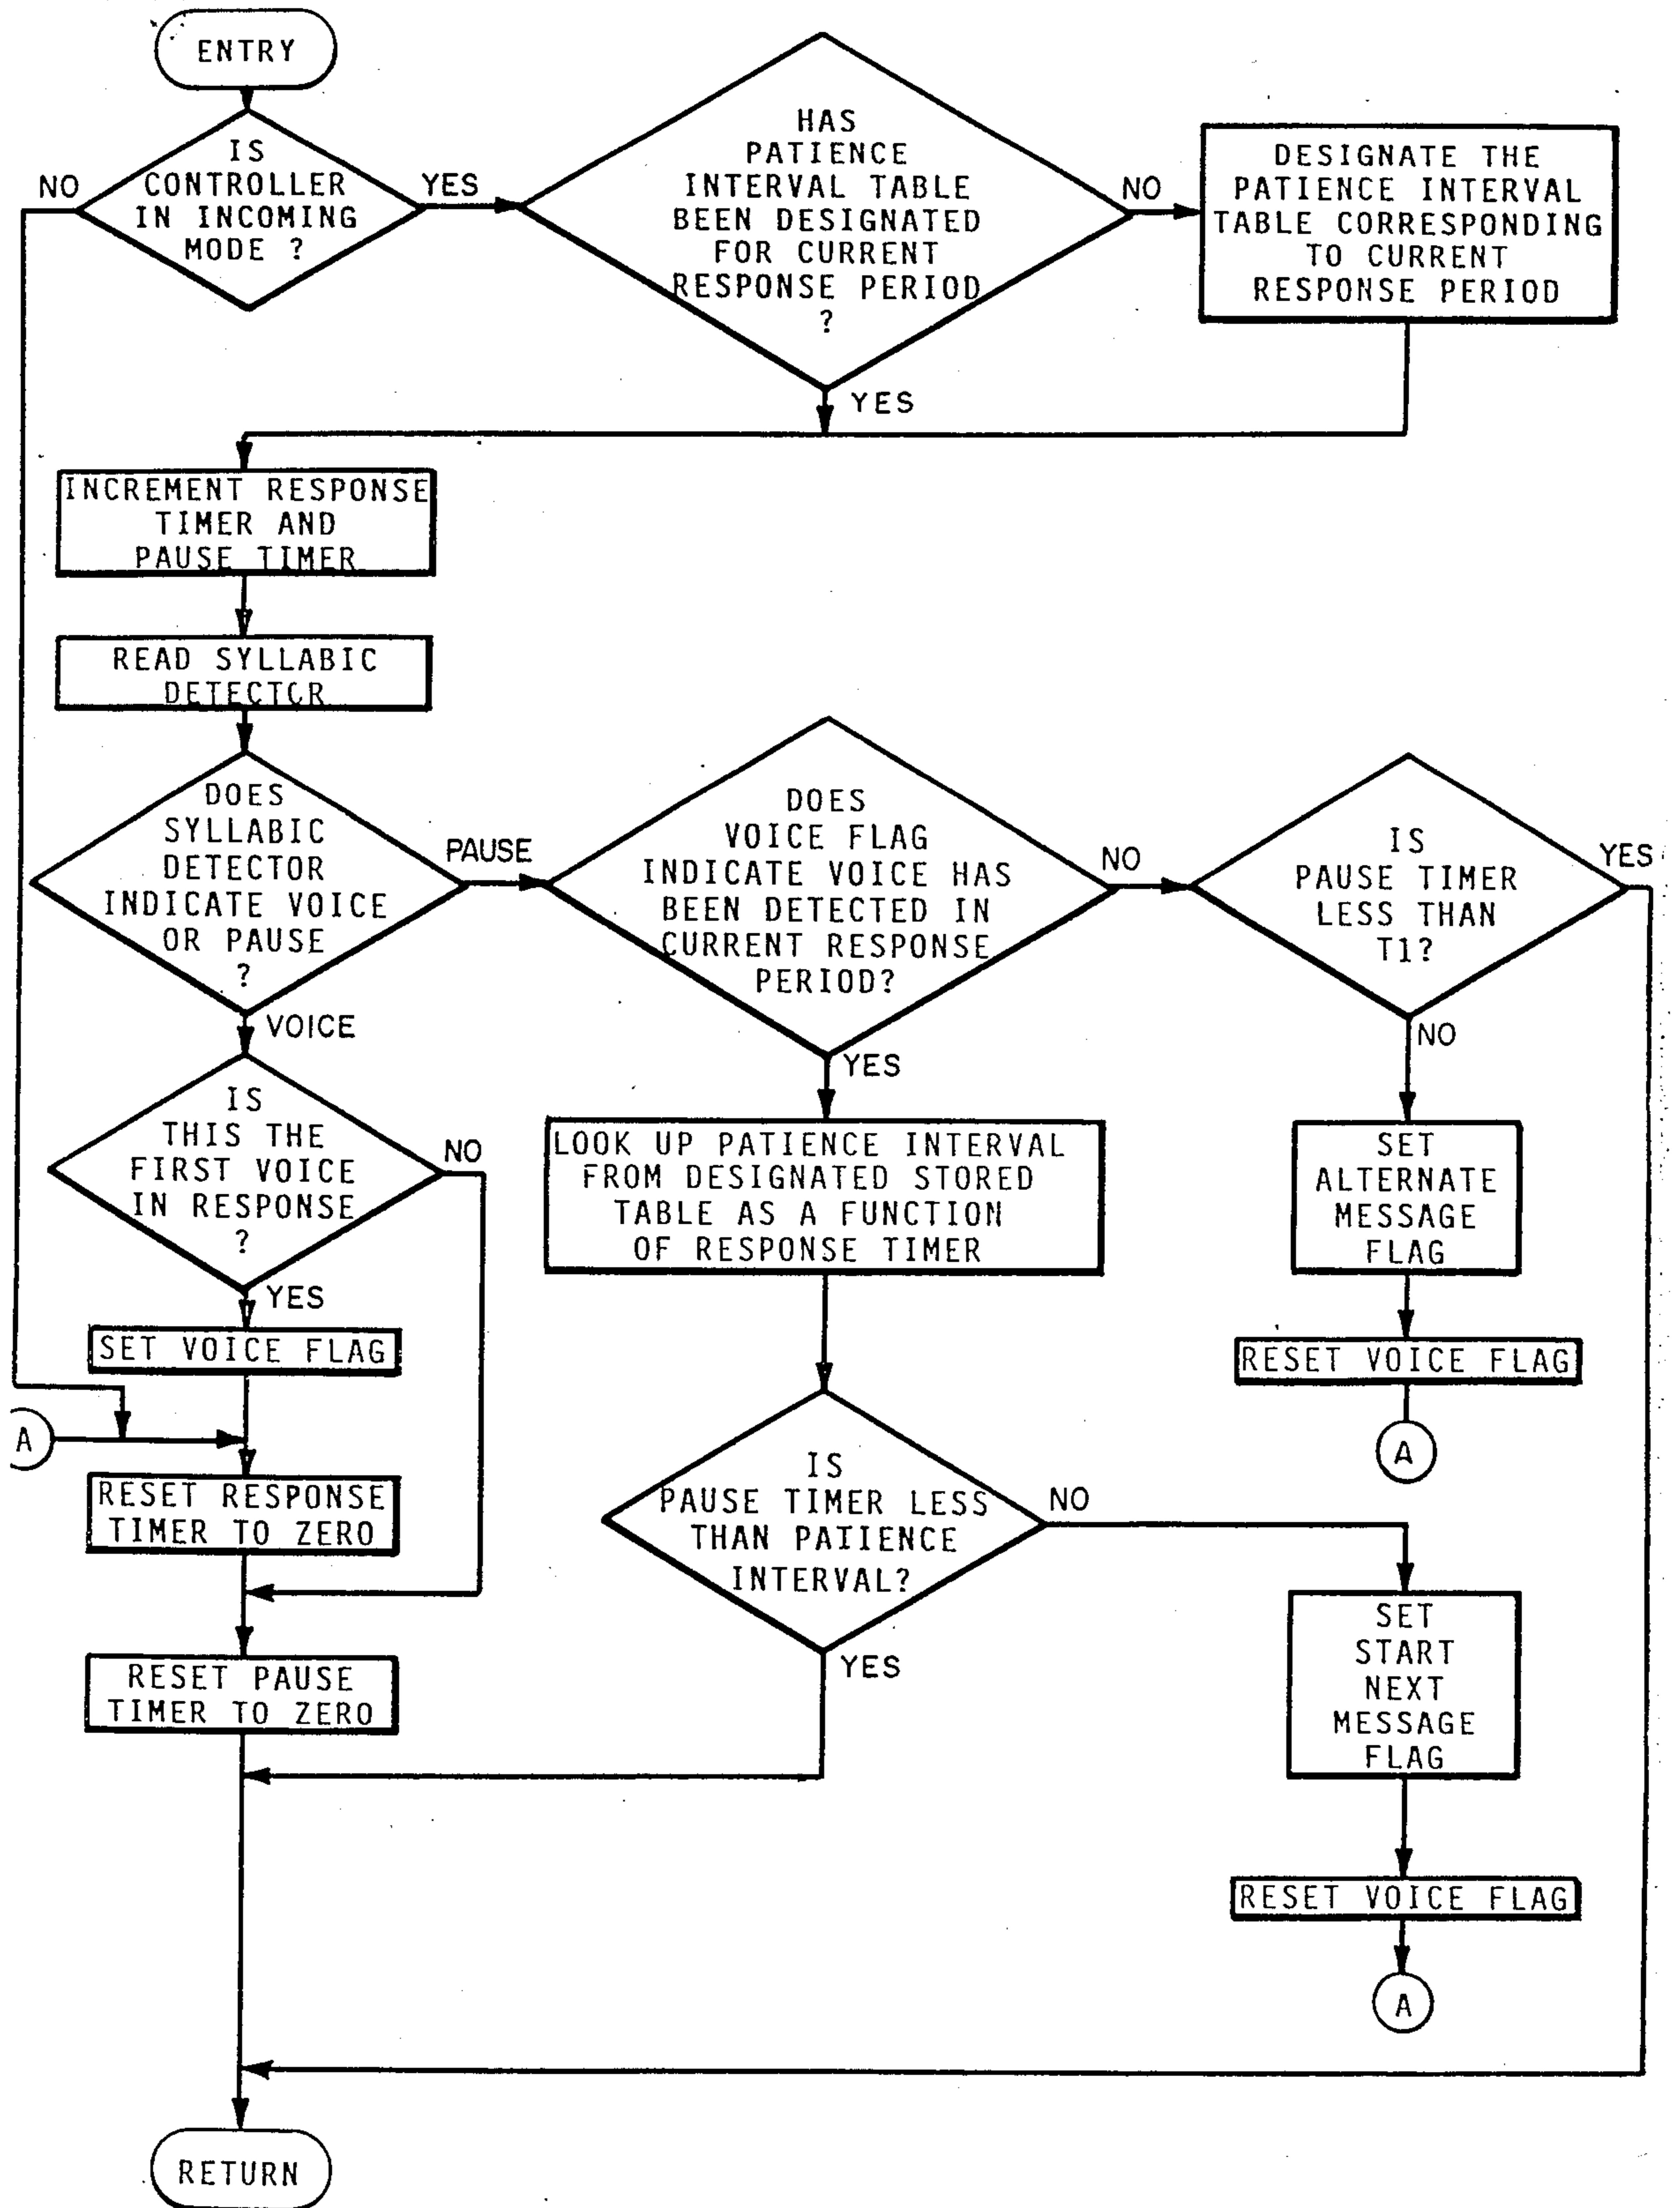 ENTRY
IS
CONTROLLER
IN INCOMING
MODE ?
NO
YES
HAS
PATIENCE
INTERVAL TABLE
BEEN DESIGNATED
FOR CURRENT
RESPONSE PERIOD
?
NO
YES
DESIGNATE THE
PATIENCE INTERVAL
TABLE CORRESPONDING
TO CURRENT
RESPONSE PERIOD
INCREMENT RESPONSE
TIMER AND
PAUSE TIMER
READ SYLLABIC
DETECTOR
DOES
SYLLABIC
DETECTOR
INDICATE VOICE
OR PAUSE
?
PAUSE
VOICE
DOES
VOICE FLAG
INDICATE VOICE HAS
BEEN DETECTED IN
CURRENT RESPONSE
PERIOD?
NO
YES
IS
PAUSE TIMER
LESS THAN
T1?
YES
NO
IS
THIS THE
FIRST VOICE
IN RESPONSE
?
NO
YES
LOOK UP PATIENCE INTERVAL
FROM DESIGNATED STORED
TABLE AS A FUNCTION
OF RESPONSE TIMER
SET
ALTERNATE
MESSAGE
FLAG
RESET VOICE FLAG
A
SET VOICE FLAG
A
RESET RESPONSE
TIMER TO ZERO
IS
PAUSE TIMER LESS
THAN PATIENCE
INTERVAL?
NO
YES
SET
START
NEXT
MESSAGE
FLAG
RESET PAUSE
TIMER TO ZERO
RESET VOICE FLAG
A
RETURN